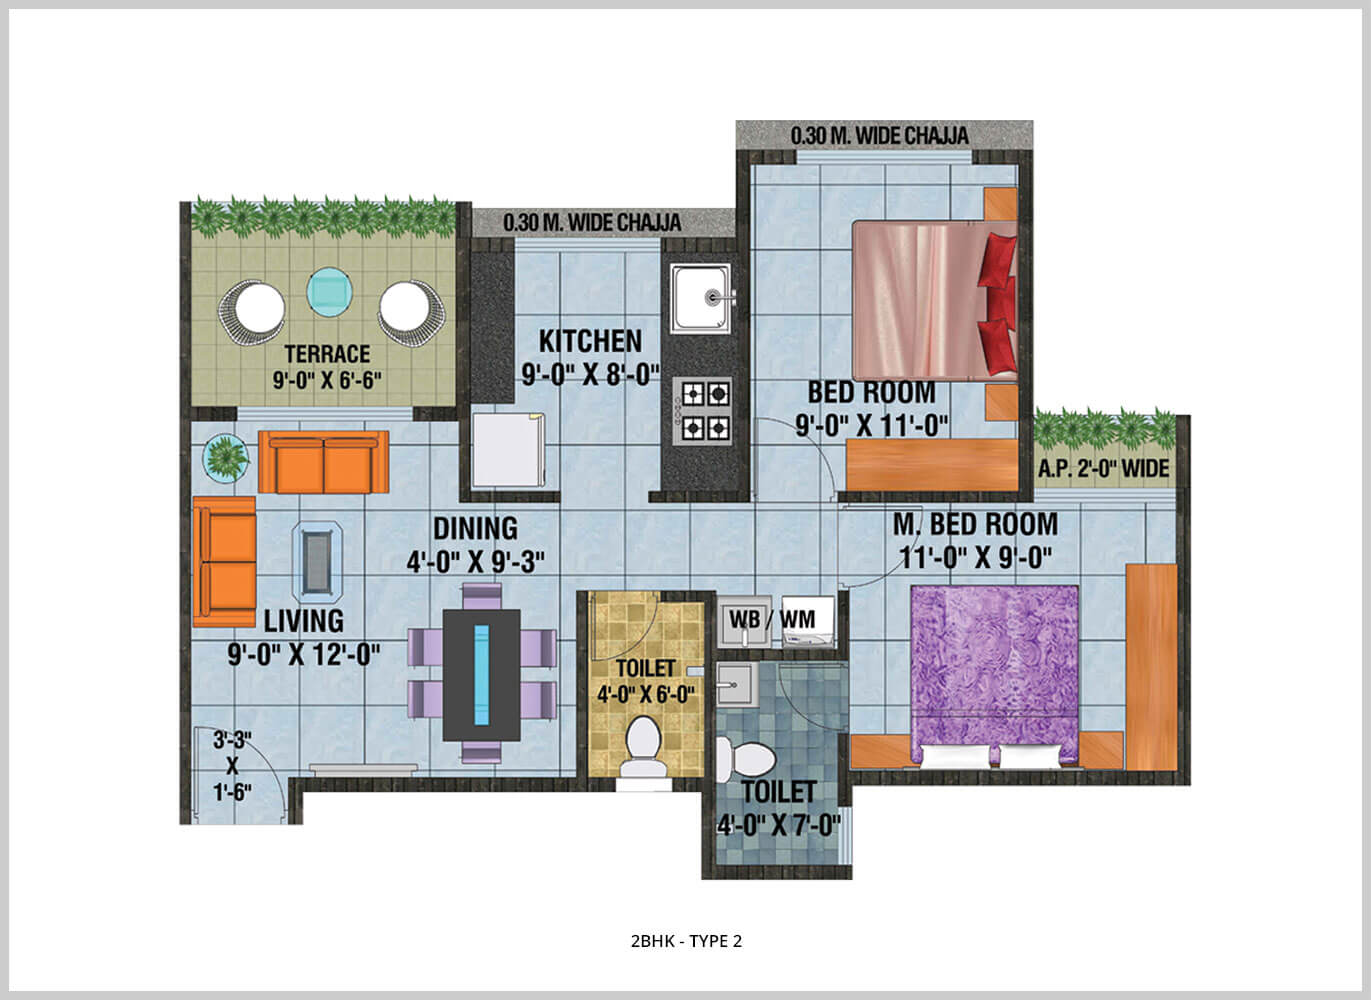 0.30 M. WIDE CHAJJA
0.30 M. WIDE CHAJJA
TERRACE
9'-0" X 6'-6"
KITCHEN
9'-0" X 8'-0"
BED ROOM
9'-0" X 11'-0"
A.P. 2'-0" WIDE
DINING
4'-0" X 9'-3"
M. BED ROOM
11'-0" X 9'-0"
LIVING
9'-0" X 12'-0"
WB / WM
TOILET
4'-0" X 6'-0"
3'-3"
X
1'-6"
TOILET
4'-0" X 7'-0"
2BHK - TYPE 2